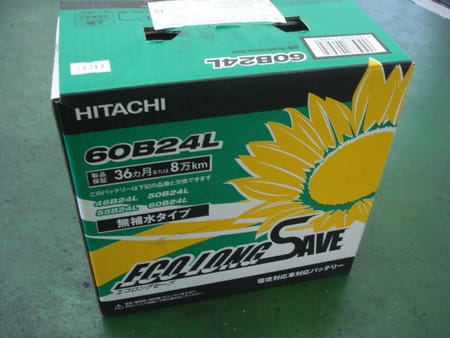 60B24L
HITACHI
60B24L
製品保証 36カ月または8万km
このバッテリーは下記の品番と交換できます
46B24L 50B24L
55B24L 60B24L
無補水タイプ
ECO LONG SAVE
エコロングセーブ
環境対応車対応バッテリー